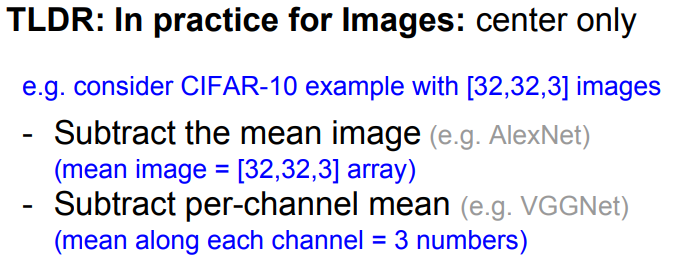 TLDR: In practice for Images: center only
e.g. consider CIFAR-10 example with [32,32,3] images
- Subtract the mean image (e.g. AlexNet)
(mean image = [32,32,3] array)
- Subtract per-channel mean (e.g. VGGNet)
(mean along each channel = 3 numbers)